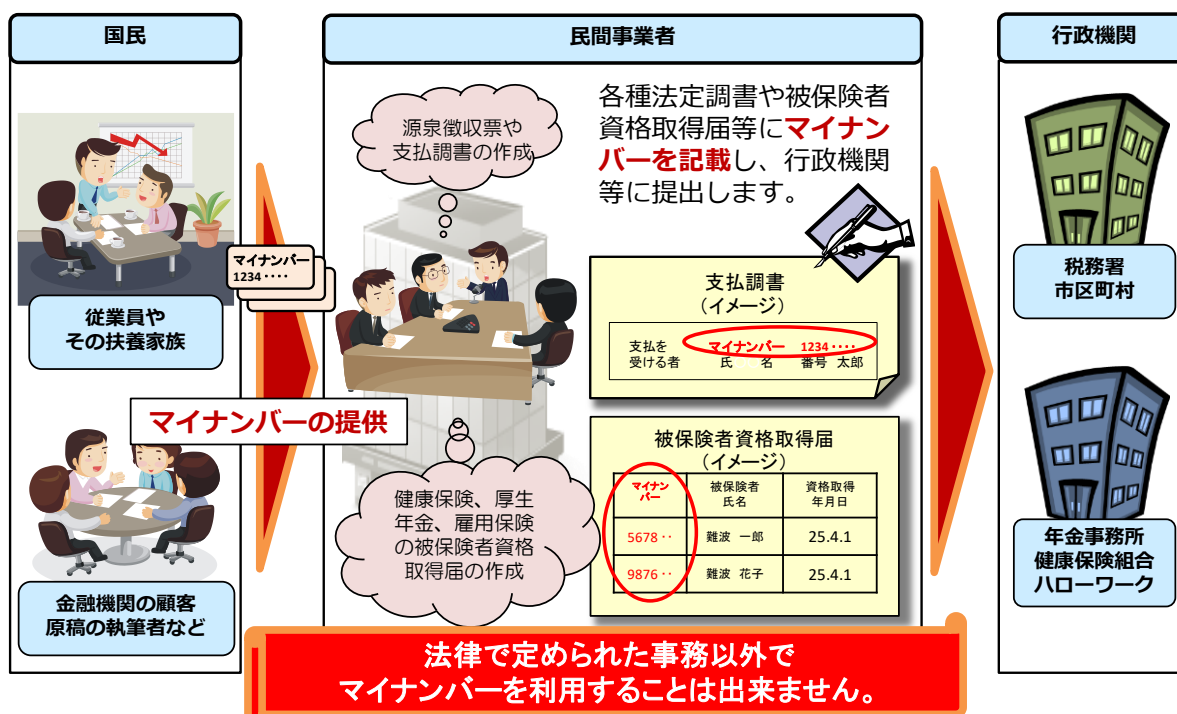 国民
従業員や
その扶養家族
マイナンバー
1234‥‥
マイナンバーの提供
金融機関の顧客
原稿の執筆者など
民間事業者
源泉徴収票や
支払調書の作成
各種法定調書や被保険者
資格取得届等にマイナン
バーを記載し、行政機関
等に提出します。
支払調書
（イメージ）
支払を マイナンバー 1234‥‥
受ける者 氏 名 番号 太郎
健康保険、厚生
年金、雇用保険
の被保険者資格
取得届の作成
被保険者資格取得届
（イメージ）
マイナン 被保険者 資格取得
バー 氏名 年月日
5678‥ 難波 一郎 25.4.1
9876‥ 難波 花子 25.4.1
行政機関
税務署
市区町村
年金事務所
健康保険組合
ハローワーク
法律で定められた事務以外で
マイナンバーを利用することは出来ません。